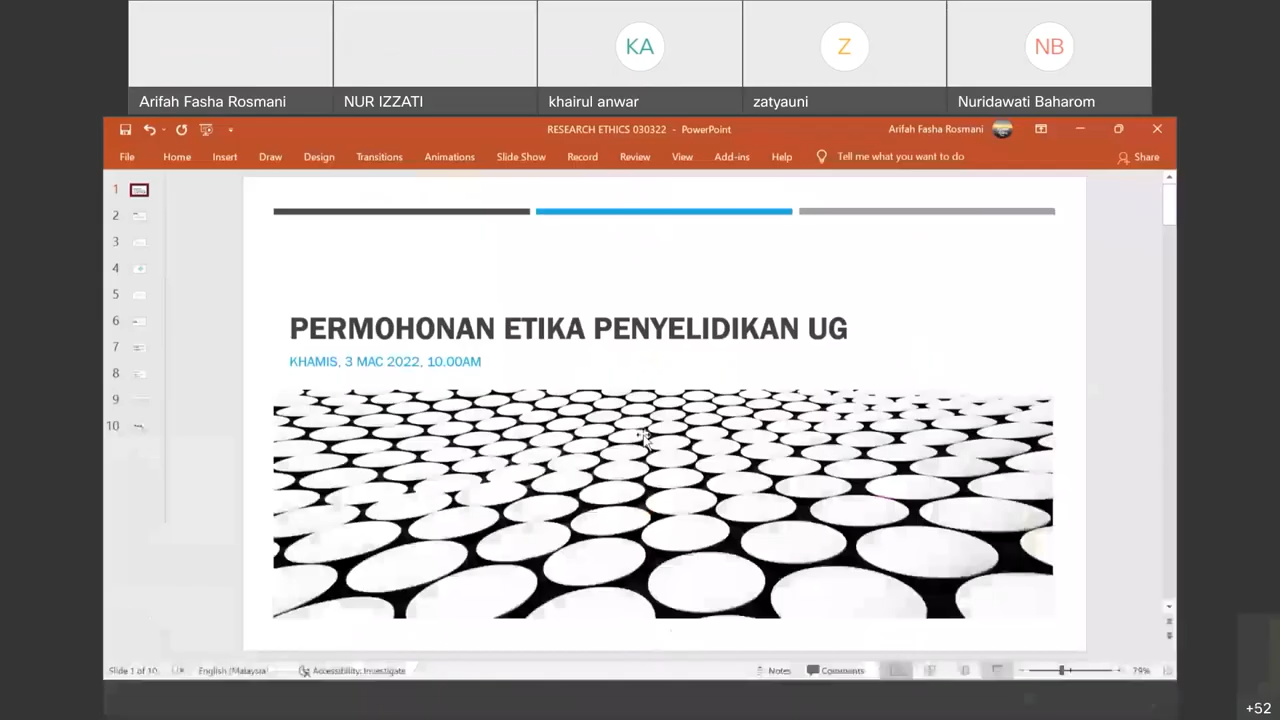 KA
Z
NB
Arifah Fasha Rosmani
NUR IZZATI
khairul anwar
zatyauni
Nuridawati Baharom
RESEARCH ETHICS 030322 - PowerPoint
Arifah Fasha Rosmani
File Home Insert Draw Design Transitions Animations Slide Show Record Review View Add-ins Help Tell me what you want to do Share
1
2
3
4
5
6
7
8
9
10
PERMOHONAN ETIKA PENYELIDIKAN UG
KHAMIS, 3 MAC 2022, 10.00AM
Slide 1 of 10 English (Malaysia) Accessibility: Investigate Notes Comments 79%
+52